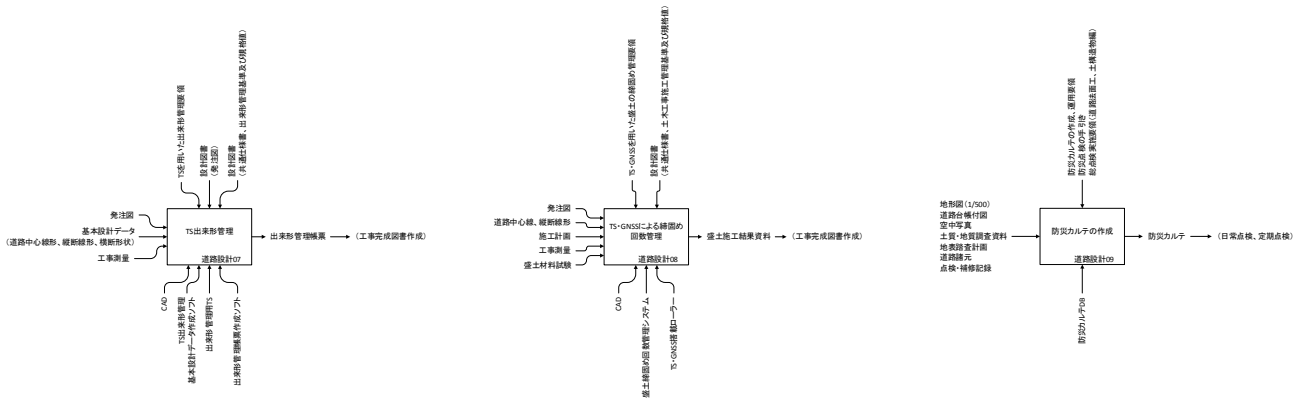 TSを用いた出来形管理要領
設計図書
(発注図)
設計図書
(共通仕様書、出来形管理基準及び規格値)
発注図
基本設計データ
(道路中心線形、縦断線形、横断形状)
工事測量
TS出来形管理
道路設計07
出来形管理帳票
(工事完成図書作成)
CAD
TS出来形管理
基本設計データ作成ソフト
出来形管理用TS
出来形管理帳票作成ソフト
TS・GNSSを用いた盛土の締固め管理要領
設計図書
(共通仕様書、土木工事施工管理基準及び規格値)
発注図
道路中心線、縦断線形
施工計画
工事測量
盛土材料試験
TS・GNSSによる締固め
回数管理
道路設計08
盛土施工結果資料
(工事完成図書作成)
CAD
盛土締固め回数管理システム
TS・GNSS搭載ローラー
防災カルテの作成、運用要領
防災点検の手引き
総点検実施要領(道路法面工、土構造物編)
地形図(1/500)
道路台帳付図
空中写真
土質・地質調査資料
地表踏査計画
道路諸元
点検・補修記録
防災カルテの作成
道路設計09
防災カルテ
(日常点検、定期点検)
防災カルテDB